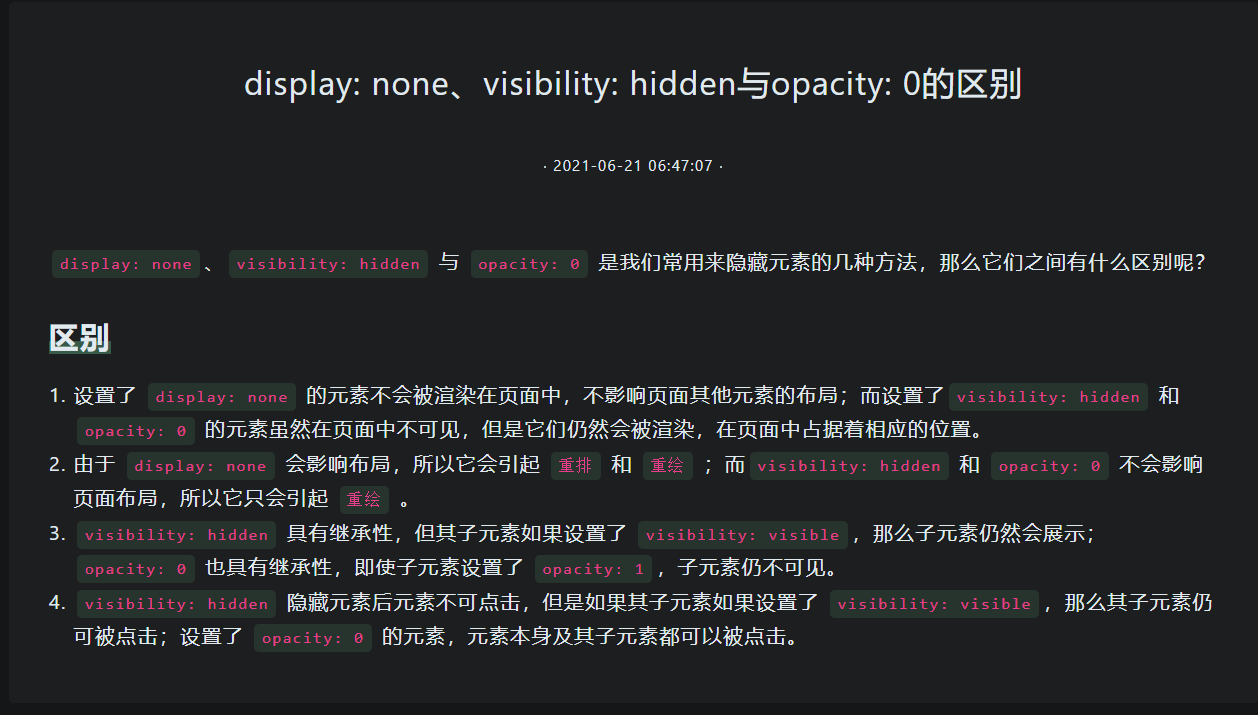 display: none、visibility: hidden与opacity: 0的区别
· 2021-06-21 06:47:07 ·
display: none 、 visibility: hidden 与 opacity: 0 是我们常用来隐藏元素的几种方法，那么它们之间有什么区别呢？
区别
1. 设置了 display: none 的元素不会被渲染在页面中，不影响页面其他元素的布局；而设置了 visibility: hidden 和
opacity: 0 的元素虽然在页面中不可见，但是它们仍然会被渲染，在页面中占据着相应的位置。
2. 由于 display: none 会影响布局，所以它会引起 重排 和 重绘 ；而 visibility: hidden 和 opacity: 0 不会影响
页面布局，所以它只会引起 重绘 。
3. visibility: hidden 具有继承性，但其子元素如果设置了 visibility: visible ，那么子元素仍然会展示；
opacity: 0 也具有继承性，即使子元素设置了 opacity: 1 ，子元素仍不可见。
4. visibility: hidden 隐藏元素后元素不可点击，但是如果其子元素如果设置了 visibility: visible ，那么其子元素仍
可被点击；设置了 opacity: 0 的元素，元素本身及其子元素都可以被点击。